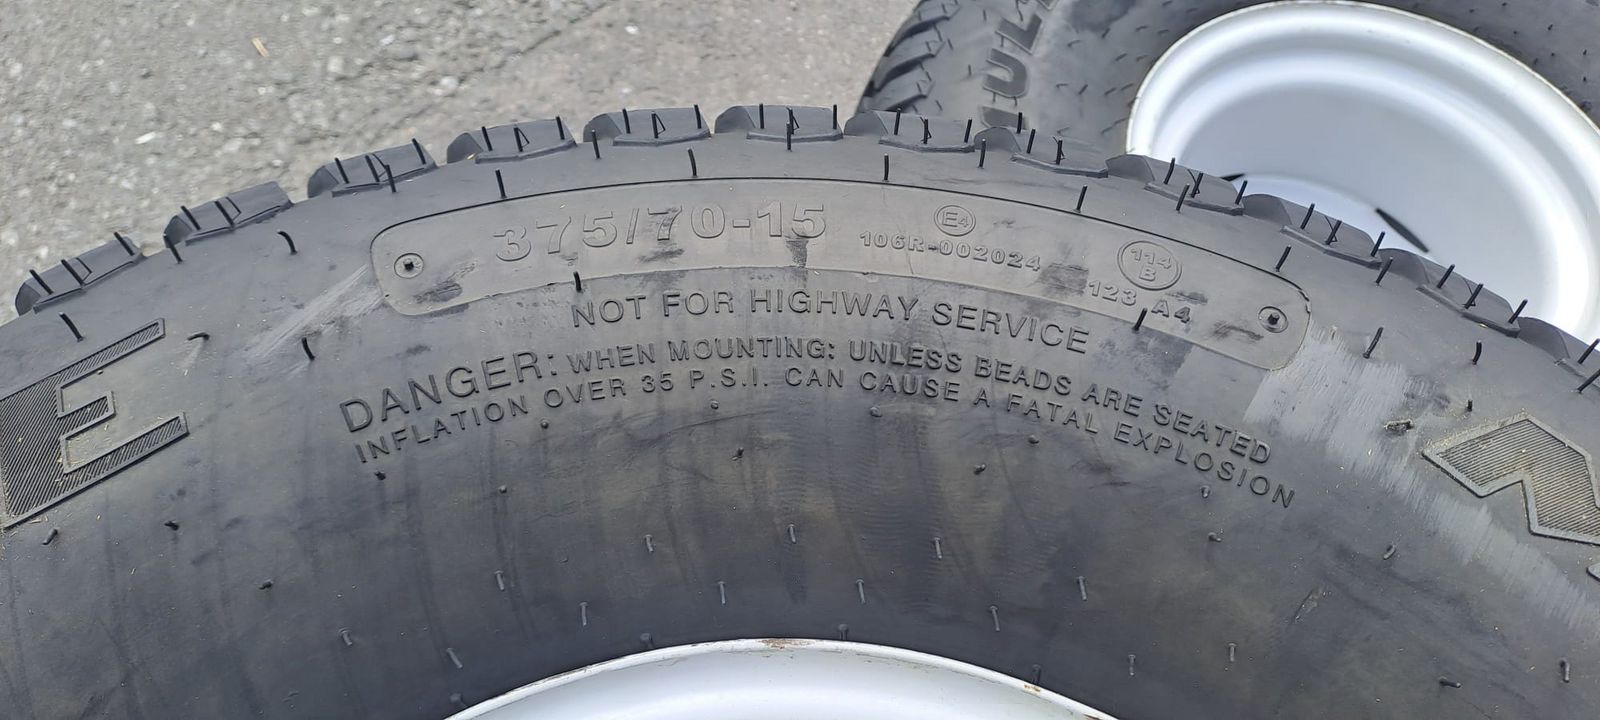 375/70-15
E4
106R-002024
114
B
123 A4
NOT FOR HIGHWAY SERVICE
DANGER: WHEN MOUNTING: UNLESS BEADS ARE SEATED
INFLATION OVER 35 P.S.I. CAN CAUSE A FATAL EXPLOSION
E